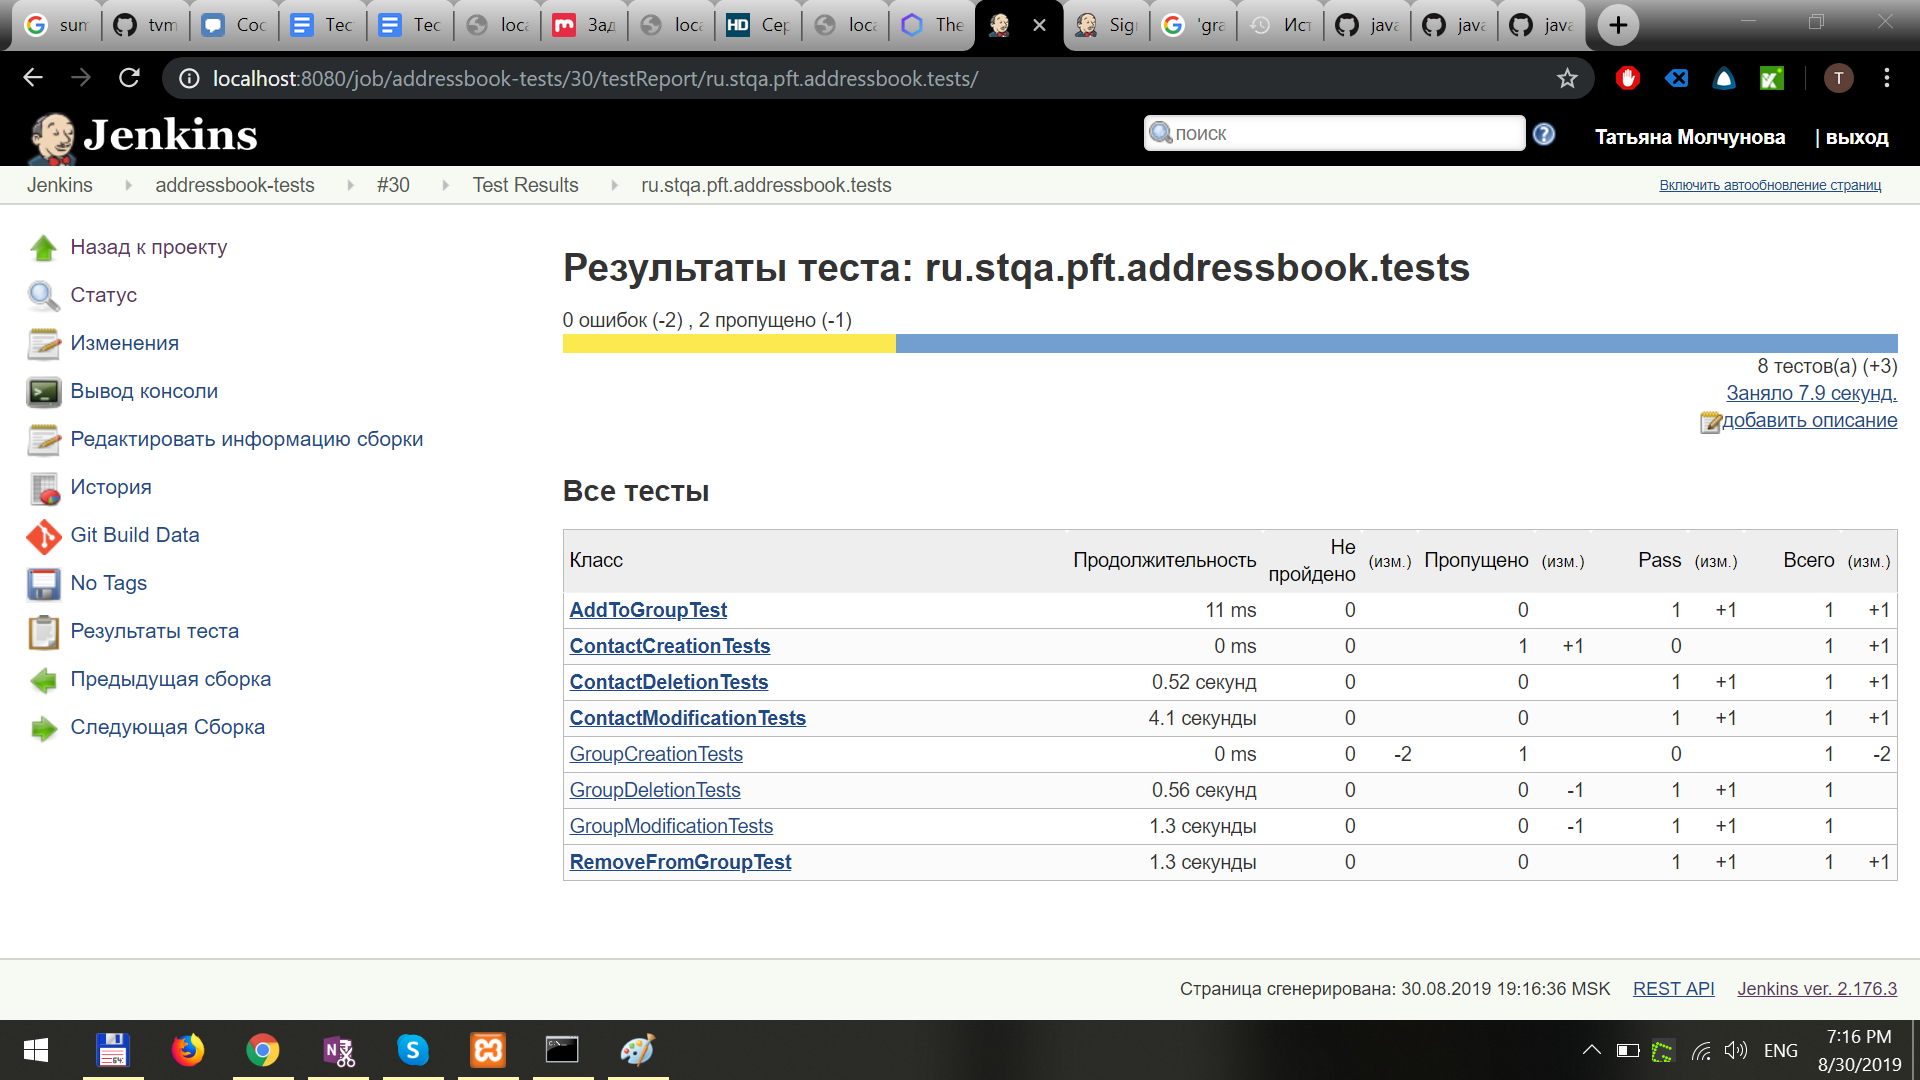 sum
tvm
Сос
Тес
Тес
loca
Зад
loca
Сер
loca
The
Sig
'gra
Ист
java
java
java
localhost:8080/job/addressbook-tests/30/testReport/ru.stqa.pft.addressbook.tests/
T
Jenkins
поиск
Татьяна Молчунова
| выход
Jenkins
addressbook-tests
#30
Test Results
ru.stqa.pft.addressbook.tests
Включить автообновление страниц
Назад к проекту
Статус
Изменения
Вывод консоли
Редактировать информацию сборки
История
Git Build Data
No Tags
Результаты теста
Предыдущая сборка
Следующая Сборка
Результаты теста: ru.stqa.pft.addressbook.tests
0 ошибок (-2) , 2 пропущено (-1)
8 тестов(а) (+3)
Заняло 7.9 секунд.
добавить описание
Все тесты
Класс Продолжительность Не пройдено (изм.) Пропущено (изм.) Pass (изм.) Всего (изм.)
AddToGroupTest 11 ms 0 0 1 +1 1 +1
ContactCreationTests 0 ms 0 1 +1 0 1 +1
ContactDeletionTests 0.52 секунд 0 0 1 +1 1 +1
ContactModificationTests 4.1 секунды 0 0 1 +1 1 +1
GroupCreationTests 0 ms 0 -2 1 0 1 -2
GroupDeletionTests 0.56 секунд 0 0 -1 1 +1 1
GroupModificationTests 1.3 секунды 0 0 -1 1 +1 1
RemoveFromGroupTest 1.3 секунды 0 0 1 +1 1 +1
Страница сгенерирована: 30.08.2019 19:16:36 MSK
REST API
Jenkins ver. 2.176.3
ENG
7:16 PM
8/30/2019